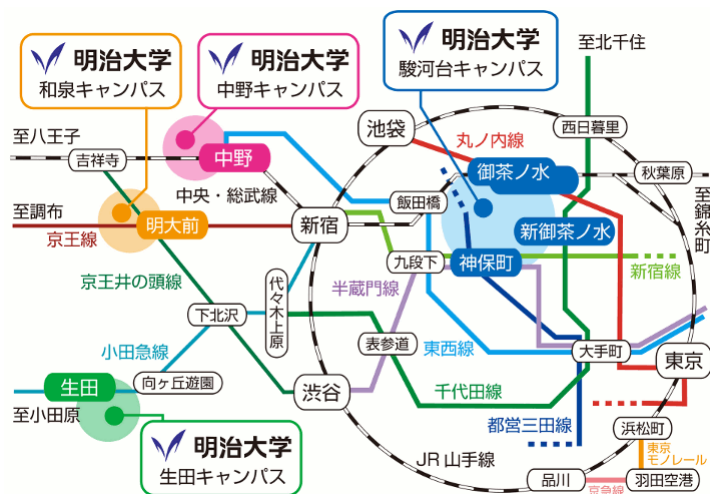 明治大学
和泉キャンパス
明治大学
中野キャンパス
明治大学
駿河台キャンパス
至北千住
池袋
丸ノ内線
西日暮里
至八王子
吉祥寺
中野
御茶ノ水
秋葉原
中央・総武線
飯田橋
至錦糸町
至調布
明大前
新宿
新御茶ノ水
京王線
九段下
神保町
新宿線
京王井の頭線
代々木上原
半蔵門線
下北沢
小田急線
表参道
東西線
大手町
東京
生田
向ヶ丘遊園
渋谷
千代田線
至小田原
都営三田線
浜松町
明治大学
生田キャンパス
JR山手線
東京
モノレール
品川
京急線
羽田空港